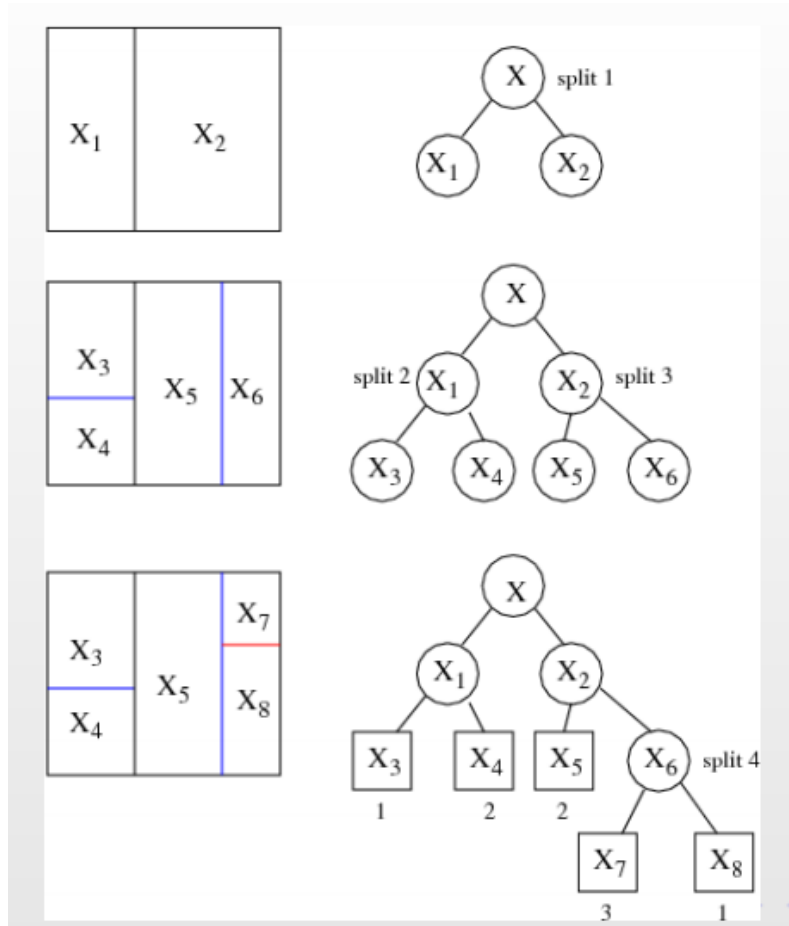 X split 1
X₁ X₂ X₁ X₂
X
X₃ split 2 X₁ X₂ split 3
X₅ X₆
X₄ X₃ X₄ X₅ X₆
X
X₇
X₃ X₁ X₂
X₅ X₈
X₄ X₃ X₄ X₅ X₆ split 4
1 2 2
X₇ X₈
3 1